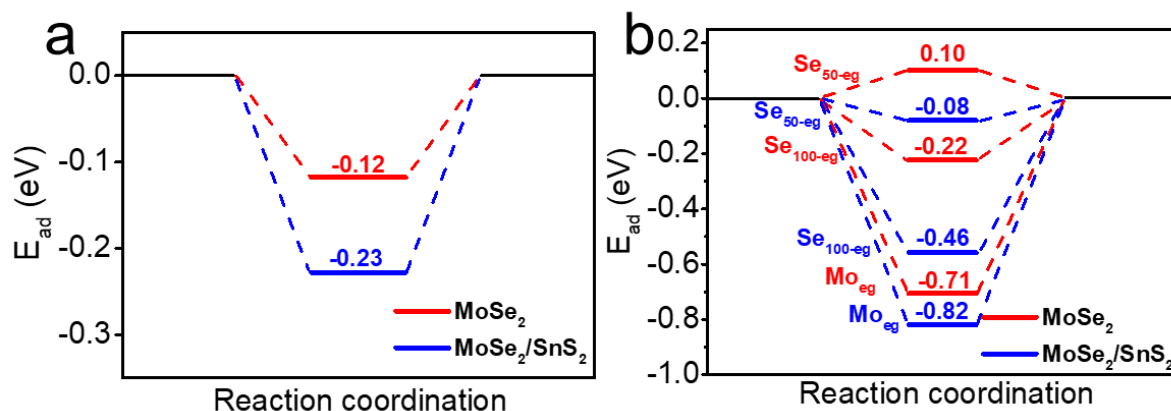 a
0.0
-0.1
-0.2
-0.3
E_ad (eV)
-0.12
-0.23
MoSe₂
MoSe₂/SnS₂
Reaction coordination
b
0.2
0.0
-0.2
-0.4
-0.6
-0.8
-1.0
E_ad (eV)
Se₅₀₋eg
0.10
Se₅₀₋eg
-0.08
Se₁₀₀₋eg
-0.22
Se₁₀₀₋eg
-0.46
Mo_eg
-0.71
Mo_eg
-0.82
MoSe₂
MoSe₂/SnS₂
Reaction coordination